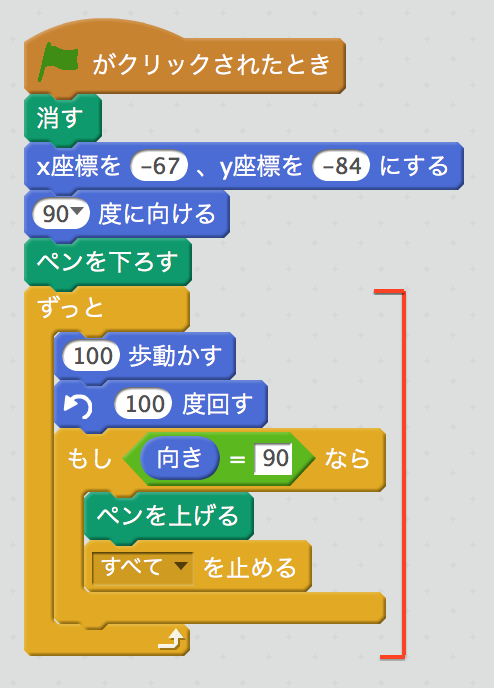 がクリックされたとき
消す
x座標を -67 、y座標を -84 にする
90 度に向ける
ペンを下ろす
ずっと
100 歩動かす
100 度回す
もし 向き = 90 なら
ペンを上げる
すべて を止める